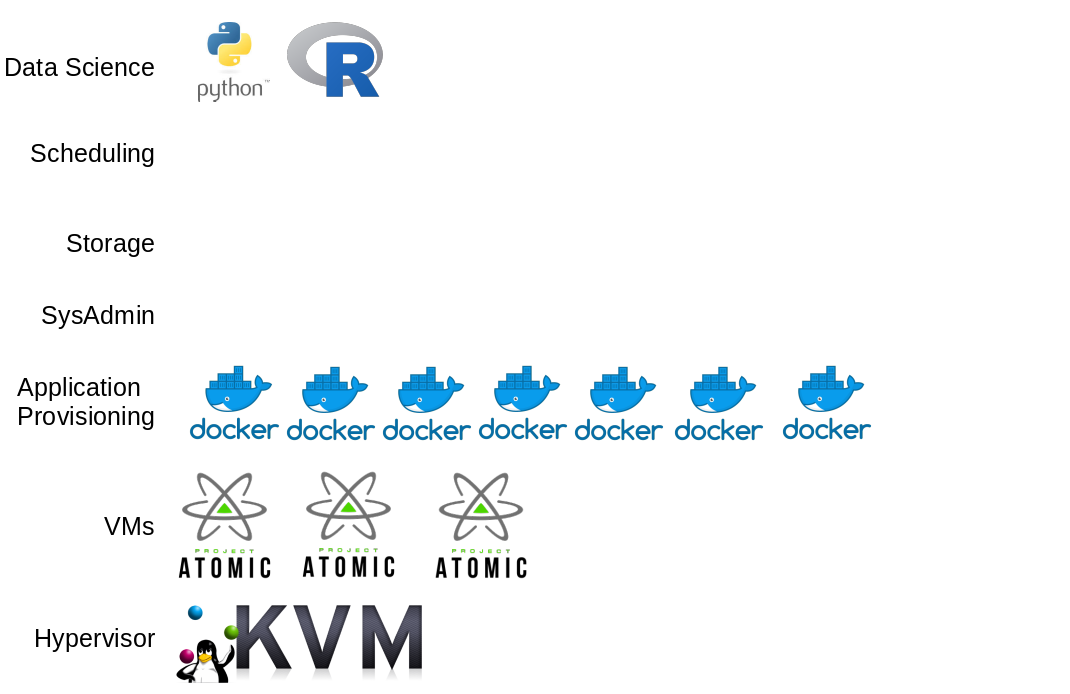 Data Science
python™
R
Scheduling
Storage
SysAdmin
Application
Provisioning
docker docker docker docker docker docker docker
VMs
PROJECT PROJECT PROJECT
ATOMIC ATOMIC ATOMIC
Hypervisor
KVM